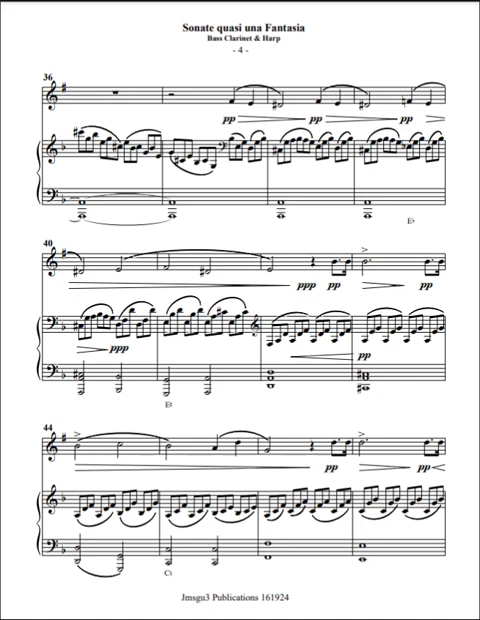 Sonate quasi una Fantasia
Bass Clarinet & Harp
- 4 -
36
pp pp pp
E♭
40
ppp pp
ppp pp
E♮
44
pp pp
C♮
Jmsgu3 Publications 161924